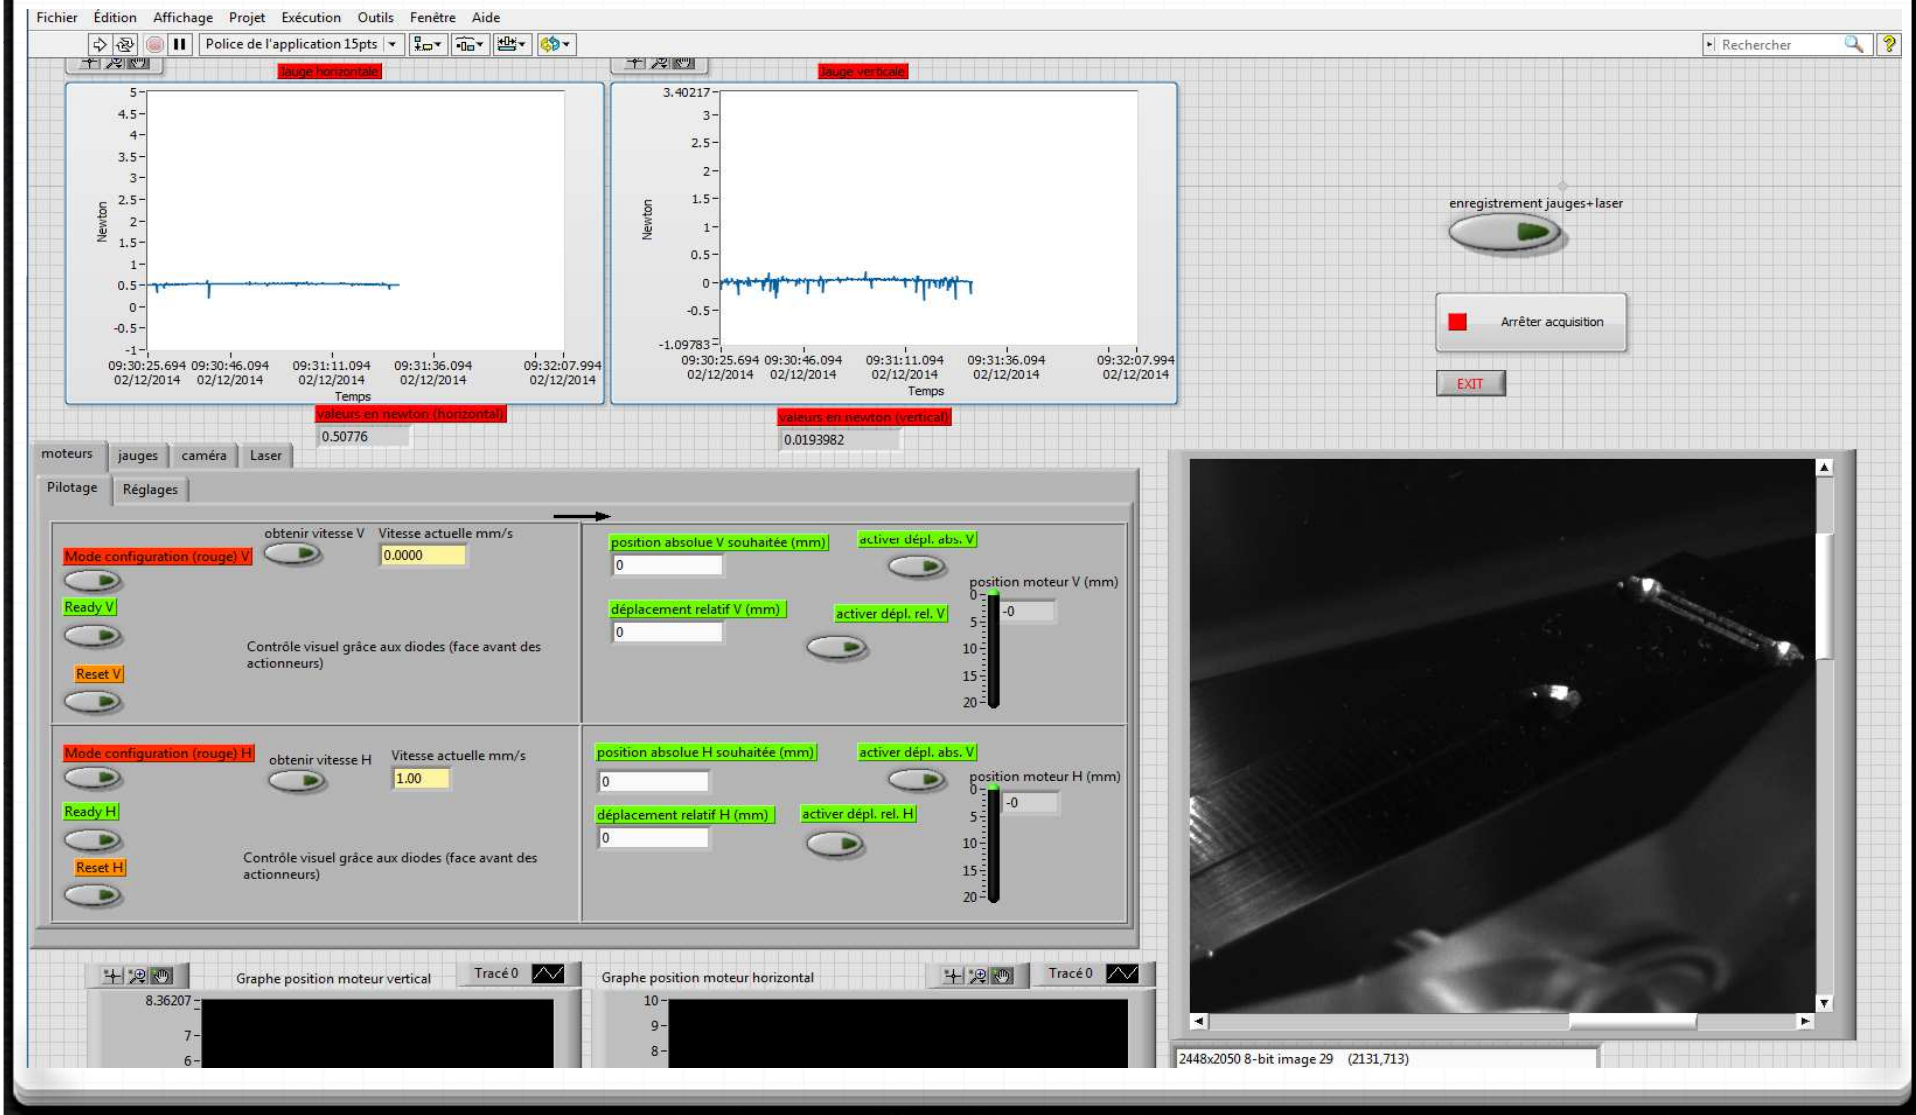 Fichier Édition Affichage Projet Exécution Outils Fenêtre Aide
Police de l'application 15pts
Rechercher
Jauge horizontale
Jauge verticale
5
4.5
4
3.5
3
2.5
2
1.5
1
0.5
0
-0.5
-1
Newton
09:30:25.694 09:30:46.094 09:31:11.094 09:31:36.094 09:32:07.994
02/12/2014 02/12/2014 02/12/2014 02/12/2014 02/12/2014
Temps
3.40217
3
2.5
2
1.5
1
0.5
0
-0.5
-1.09783
Newton
09:30:25.694 09:30:46.094 09:31:11.094 09:31:36.094 09:32:07.994
02/12/2014 02/12/2014 02/12/2014 02/12/2014 02/12/2014
Temps
enregistrement jauges+laser
Arrêter acquisition
EXIT
valeurs en newton (horizontal)
0.50776
valeurs en newton (vertical)
0.0193982
moteurs jauges caméra Laser
Pilotage Réglages
Mode configuration (rouge) V
obtenir vitesse V
Vitesse actuelle mm/s
0.0000
Ready V
Contrôle visuel grâce aux diodes (face avant des
actionneurs)
Reset V
position absolue V souhaitée (mm)
0
activer dépl. abs. V
déplacement relatif V (mm)
0
activer dépl. rel. V
position moteur V (mm)
-0
0
5
10
15
20
Mode configuration (rouge) H
obtenir vitesse H
Vitesse actuelle mm/s
1.00
Ready H
Contrôle visuel grâce aux diodes (face avant des
actionneurs)
Reset H
position absolue H souhaitée (mm)
0
activer dépl. abs. V
déplacement relatif H (mm)
0
activer dépl. rel. H
position moteur H (mm)
-0
0
5
10
15
20
Graphe position moteur vertical
Tracé 0
8.36207
7
6
Graphe position moteur horizontal
Tracé 0
10
9
8
2448x2050 8-bit image 29 (2131,713)